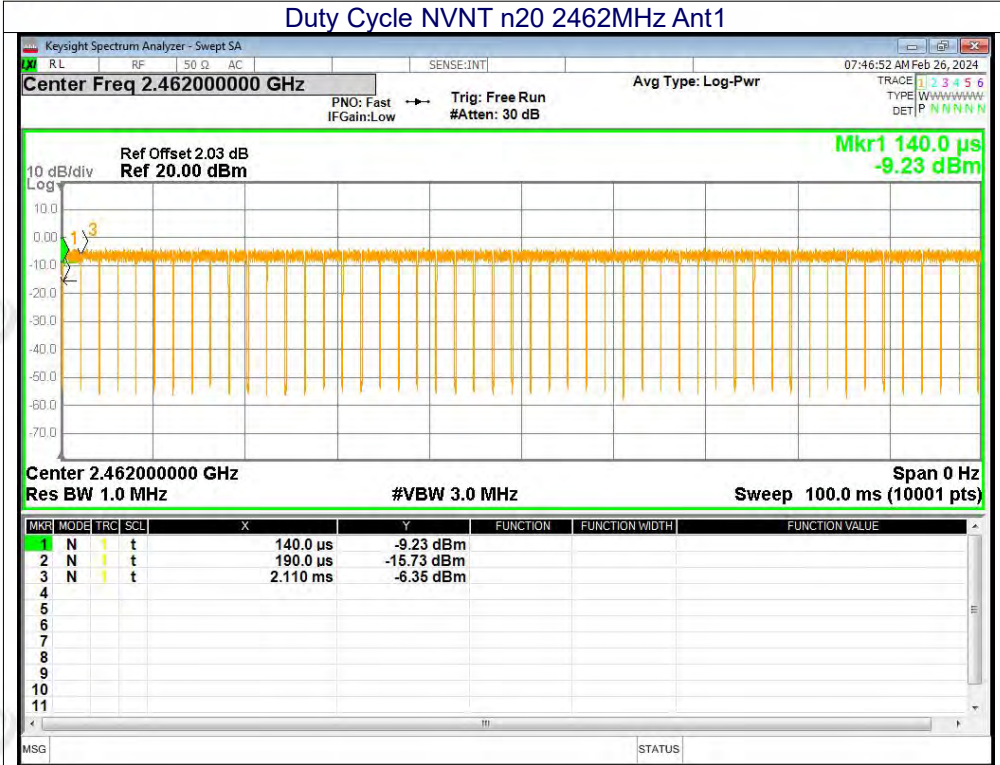 Duty Cycle NVNT n20 2462MHz Ant1
Keysight Spectrum Analyzer - Swept SA
LXI RL RF 50 Ω AC SENSE:INT 07:46:52 AM Feb 26, 2024
Center Freq 2.462000000 GHz Avg Type: Log-Pwr TRACE 1 2 3 4 5 6
PNO: Fast Trig: Free Run TYPE WWWWWW
IFGain:Low #Atten: 30 dB DET P N N N N N
Mkr1 140.0 µs
-9.23 dBm
Ref Offset 2.03 dB
10 dB/div Ref 20.00 dBm
Log
10.0
0.00
1 3
-10.0
-20.0
-30.0
-40.0
-50.0
-60.0
-70.0
Center 2.462000000 GHz Span 0 Hz
Res BW 1.0 MHz #VBW 3.0 MHz Sweep 100.0 ms (10001 pts)
MKR MODE TRC SCL X Y FUNCTION FUNCTION WIDTH FUNCTION VALUE
1 N 1 t 140.0 µs -9.23 dBm
2 N 1 t 190.0 µs -15.73 dBm
3 N 1 t 2.110 ms -6.35 dBm
4
5
6
7
8
9
10
11
MSG STATUS